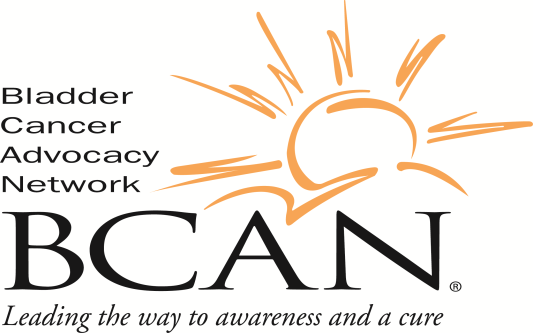 Bladder
Cancer
Advocacy
Network
BCAN®
Leading the way to awareness and a cure